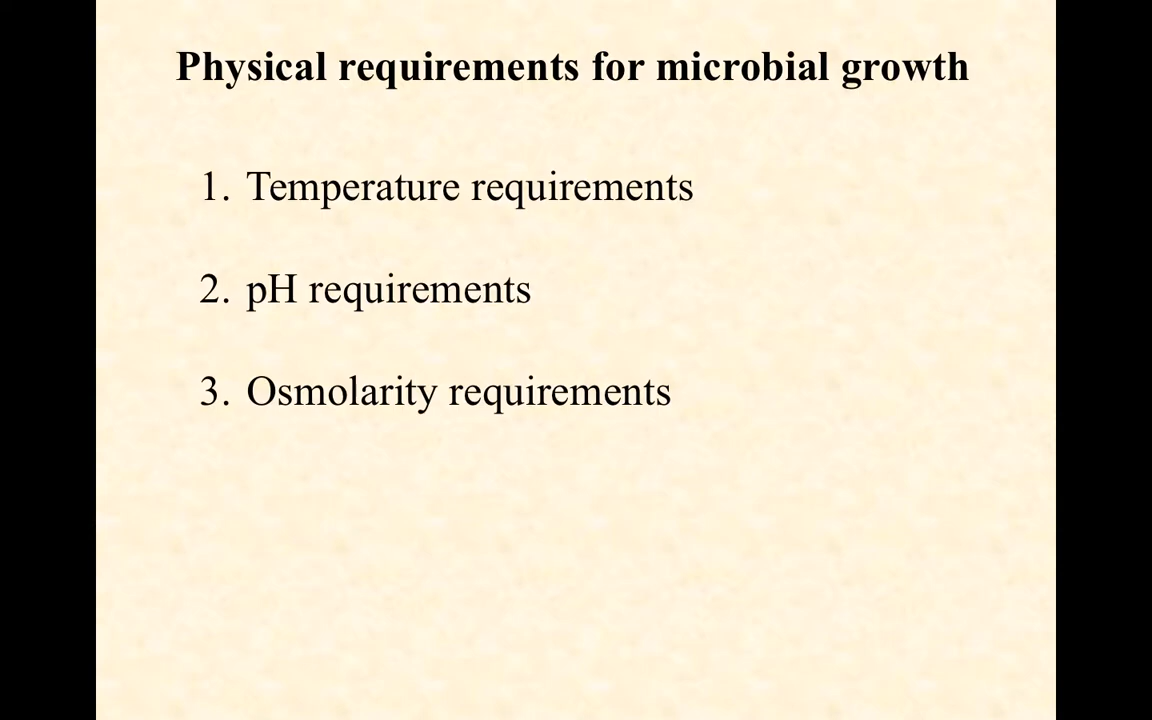 Physical requirements for microbial growth
1. Temperature requirements
2. pH requirements
3. Osmolarity requirements